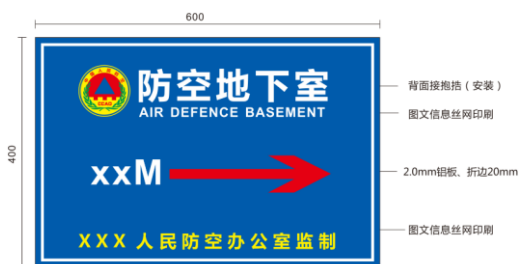 600
400
防空地下室
AIR DEFENCE BASEMENT
xxM
XXX 人民防空办公室监制
背面接抱箍（安装）
图文信息丝网印刷
2.0mm铝板、折边20mm
图文信息丝网印刷